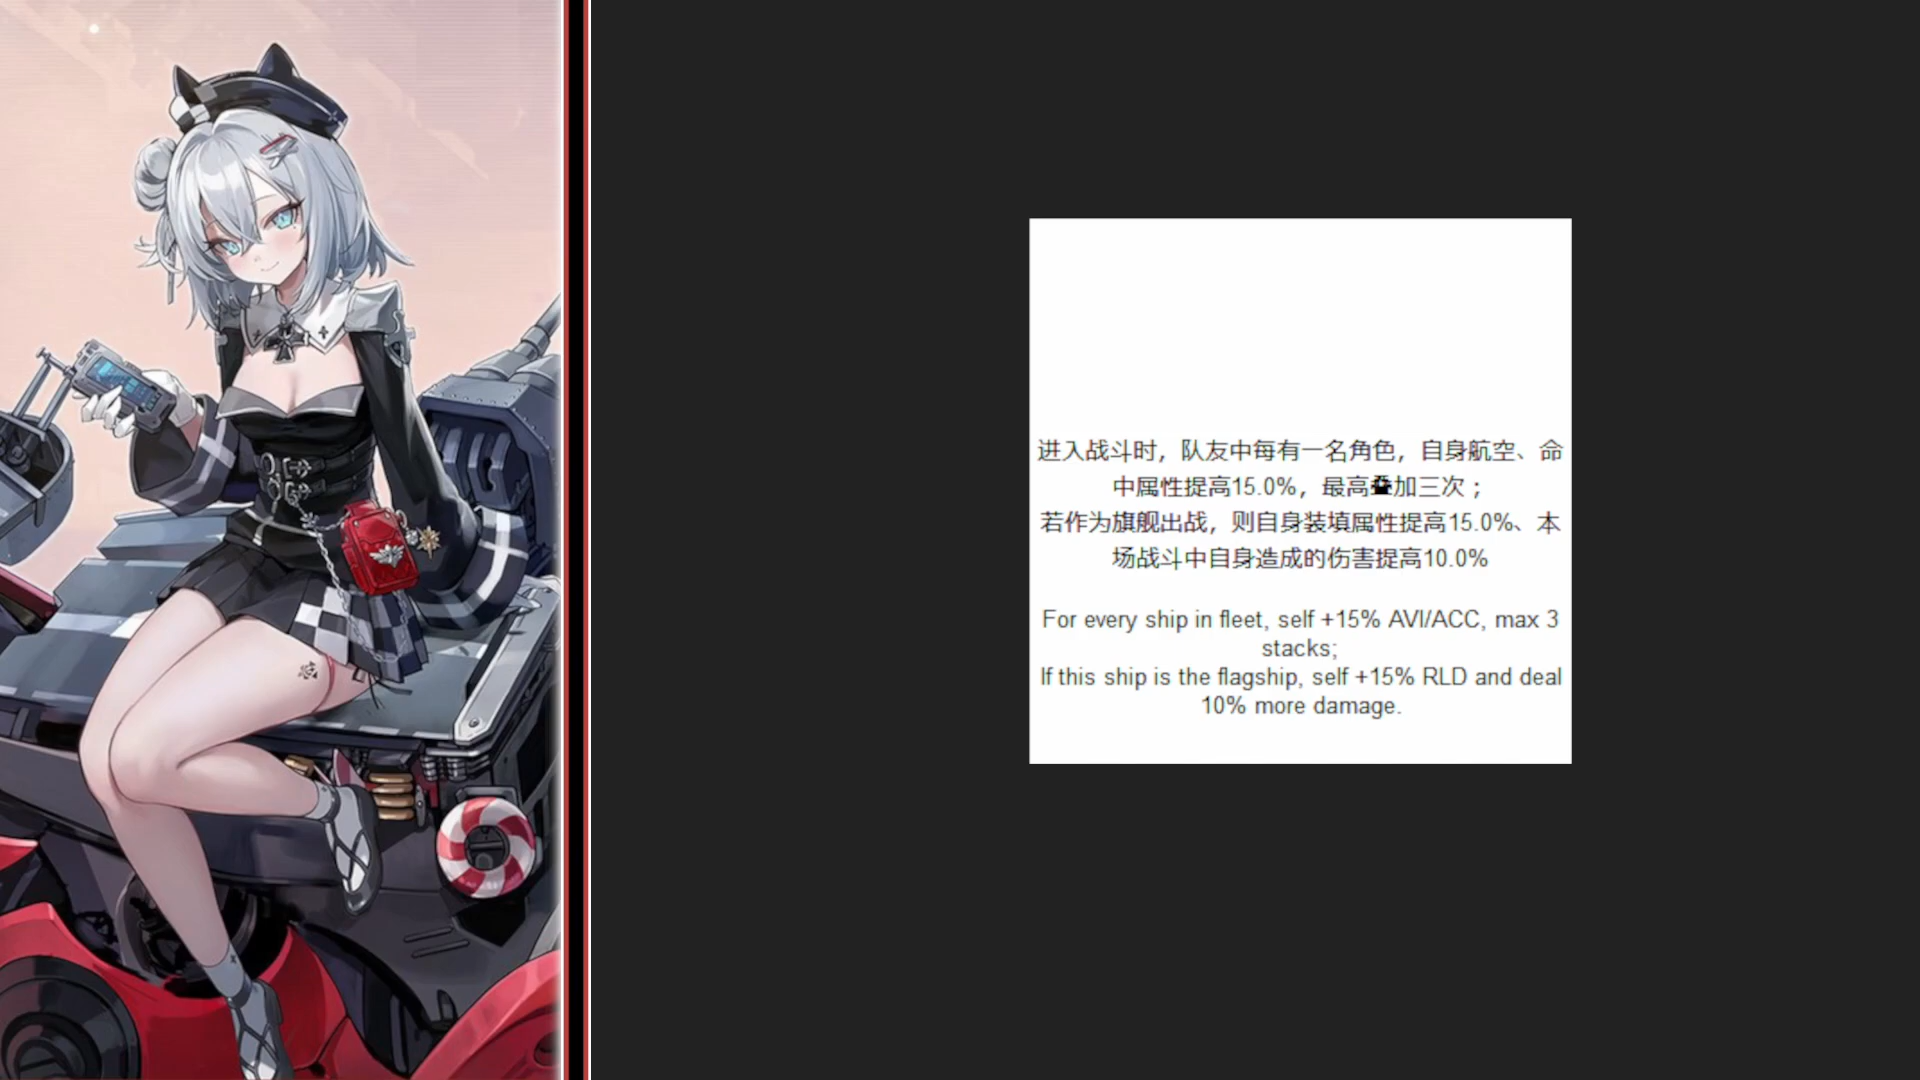 进入战斗时，队友中每有一名角色，自身航空、命
中属性提高15.0%，最高叠加三次；
若作为旗舰出战，则自身装填属性提高15.0%、本
场战斗中自身造成的伤害提高10.0%
For every ship in fleet, self +15% AVI/ACC, max 3
stacks;
If this ship is the flagship, self +15% RLD and deal
10% more damage.